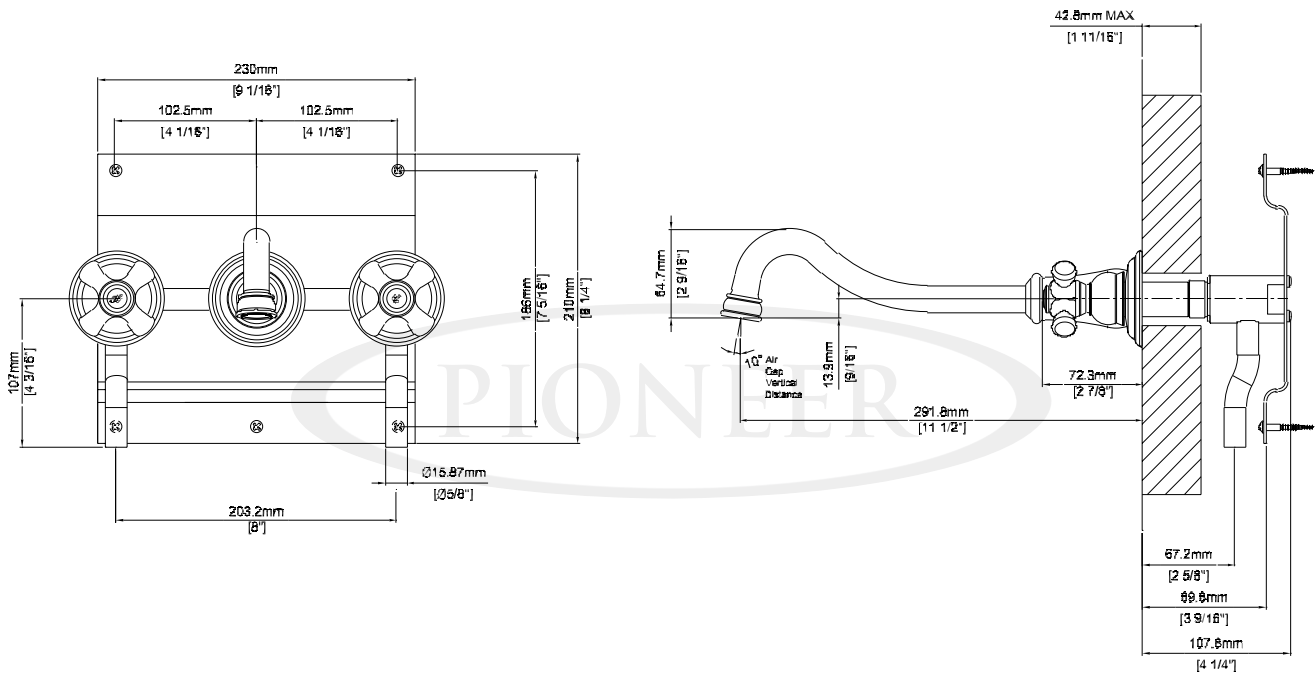 42.8mm MAX
[1 11/16"]
230mm
[9 1/16"]
102.5mm
[4 1/16"]
102.5mm
[4 1/16"]
186mm
[7 5/16"]
210mm
[8 1/4"]
107mm
[4 3/16"]
Ø15.87mm
[Ø5/8"]
203.2mm
[8"]
64.7mm
[2 9/16"]
10°
Air
Gap
Vertical
Distance
13.9mm
[9/16"]
72.3mm
[2 7/8"]
291.8mm
[11 1/2"]
PIONEER
67.2mm
[2 5/8"]
[3 9/16"]
107.6mm
[4 1/4"]